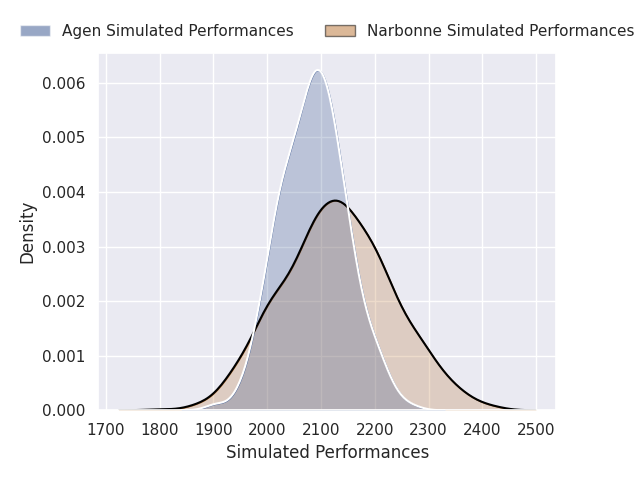 Agen Simulated Performances Narbonne Simulated Performances
0.006
0.005
0.004
0.003
0.002
0.001
0.000
Density
1700 1800 1900 2000 2100 2200 2300 2400 2500
Simulated Performances